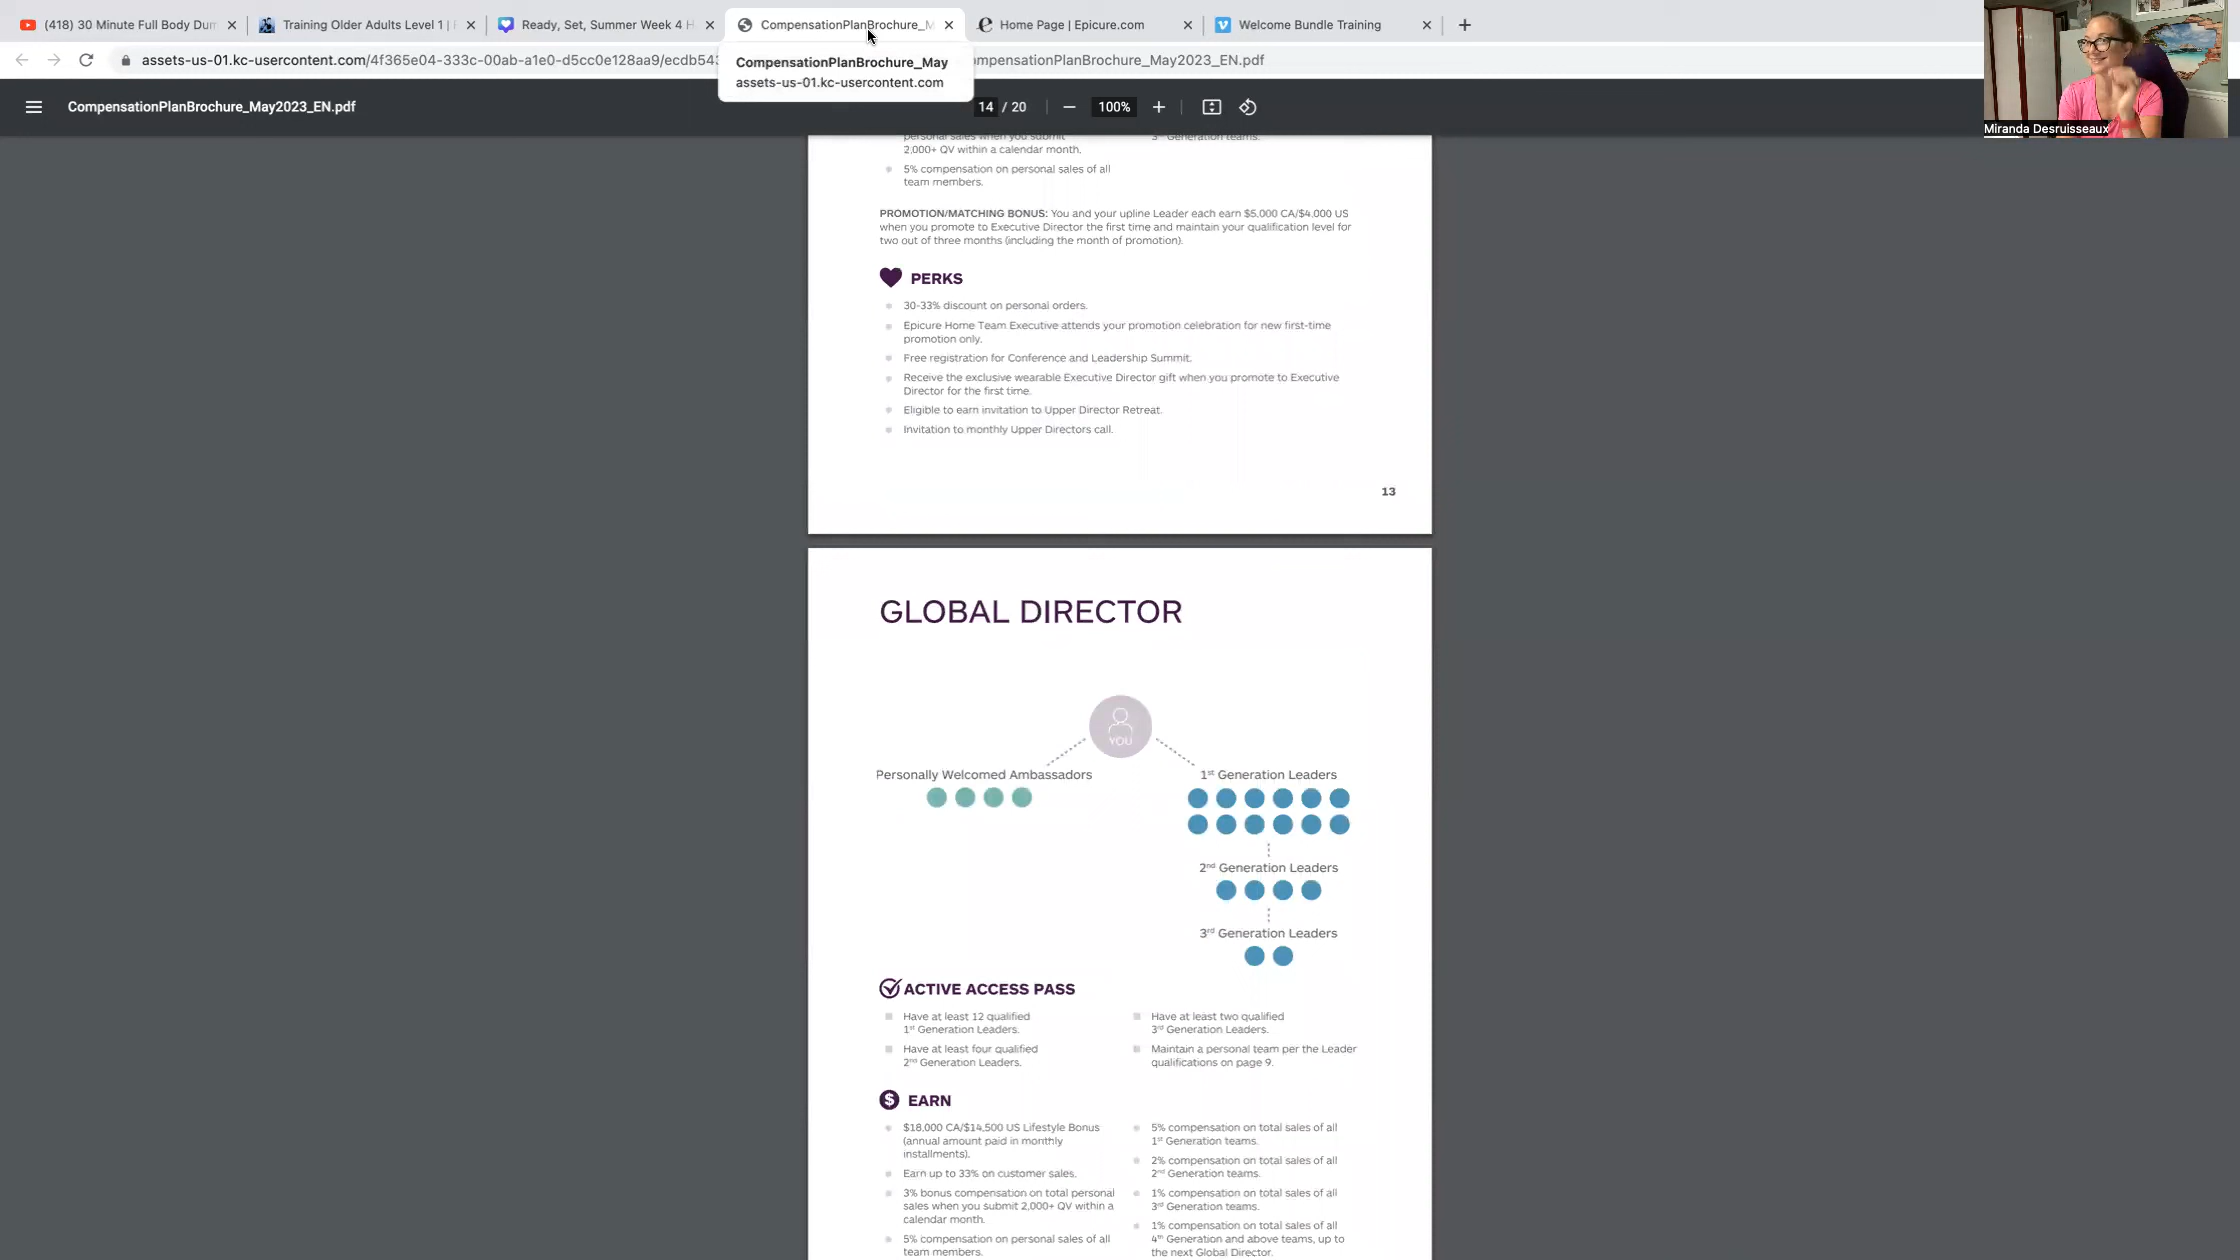 (418) 30 Minute Full Body Dum
Training Older Adults Level 1 |
Ready, Set, Summer Week 4 H
CompensationPlanBrochure_M
Home Page | Epicure.com
Welcome Bundle Training
assets-us-01.kc-usercontent.com/4f365e04-333c-00ab-a1e0-d5cc0e128aa9/ecdb543
mpensationPlanBrochure_May2023_EN.pdf
CompensationPlanBrochure_May
assets-us-01.kc-usercontent.com
CompensationPlanBrochure_May2023_EN.pdf
14 / 20
100%
Miranda Desruisseaux
personal sales when you submit
2,000+ QV within a calendar month.
5% compensation on personal sales of all
team members.
3rd Generation teams.
PROMOTION/MATCHING BONUS: You and your upline Leader each earn $5,000 CA/$4,000 US
when you promote to Executive Director the first time and maintain your qualification level for
two out of three months (including the month of promotion).
PERKS
30-33% discount on personal orders.
Epicure Home Team Executive attends your promotion celebration for new first-time
promotion only.
Free registration for Conference and Leadership Summit.
Receive the exclusive wearable Executive Director gift when you promote to Executive
Director for the first time.
Eligible to earn invitation to Upper Director Retreat.
Invitation to monthly Upper Directors call.
13
GLOBAL DIRECTOR
YOU
Personally Welcomed Ambassadors
1st Generation Leaders
2nd Generation Leaders
3rd Generation Leaders
ACTIVE ACCESS PASS
Have at least 12 qualified
1st Generation Leaders.
Have at least four qualified
2nd Generation Leaders.
Have at least two qualified
3rd Generation Leaders.
Maintain a personal team per the Leader
qualifications on page 9.
$ EARN
$18,000 CA/$14,500 US Lifestyle Bonus
(annual amount paid in monthly
installments).
Earn up to 33% on customer sales.
3% bonus compensation on total personal
sales when you submit 2,000+ QV within a
calendar month.
5% compensation on personal sales of all
team members.
5% compensation on total sales of all
1st Generation teams.
2% compensation on total sales of all
2nd Generation teams.
1% compensation on total sales of all
3rd Generation teams.
1% compensation on total sales of all
4th Generation and above teams, up to
the next Global Director.